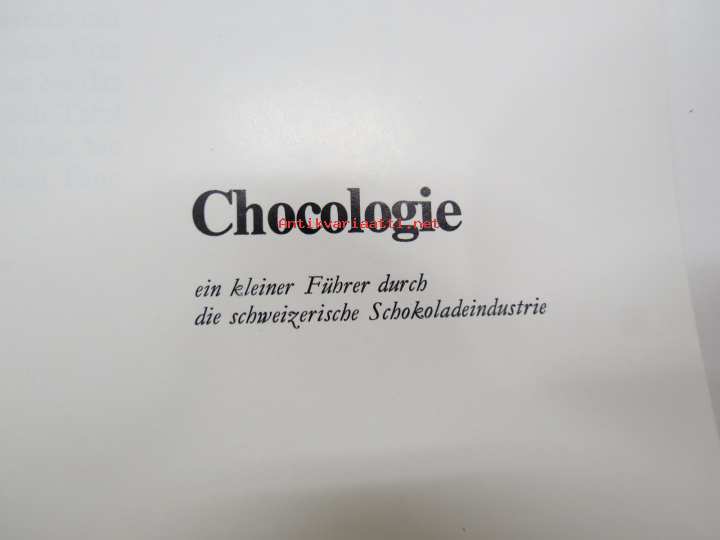 Chocologie
Antikvariaatti.net
ein kleiner Führer durch
die schweizerische Schokoladeindustrie